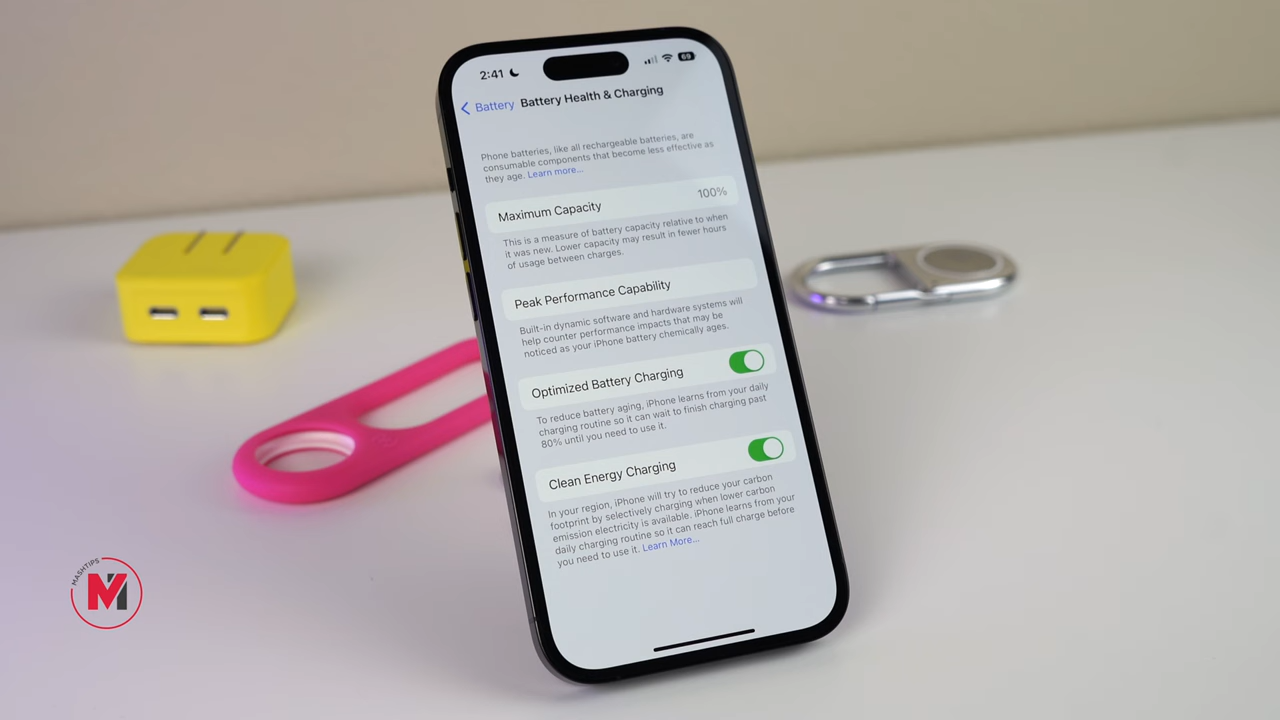 2:41
69
Battery
Battery Health & Charging
Phone batteries, like all rechargeable batteries, are
consumable components that become less effective as
they age. Learn more...
Maximum Capacity
100%
This is a measure of battery capacity relative to when
it was new. Lower capacity may result in fewer hours
of usage between charges.
Peak Performance Capability
Built-in dynamic software and hardware systems will
help counter performance impacts that may be
noticed as your iPhone battery chemically ages.
Optimized Battery Charging
To reduce battery aging, iPhone learns from your daily
charging routine so it can wait to finish charging past
80% until you need to use it.
Clean Energy Charging
In your region, iPhone will try to reduce your carbon
footprint by selectively charging when lower carbon
emission electricity is available. iPhone learns from your
daily charging routine so it can reach full charge before
you need to use it. Learn More...
MASHTIPS
M